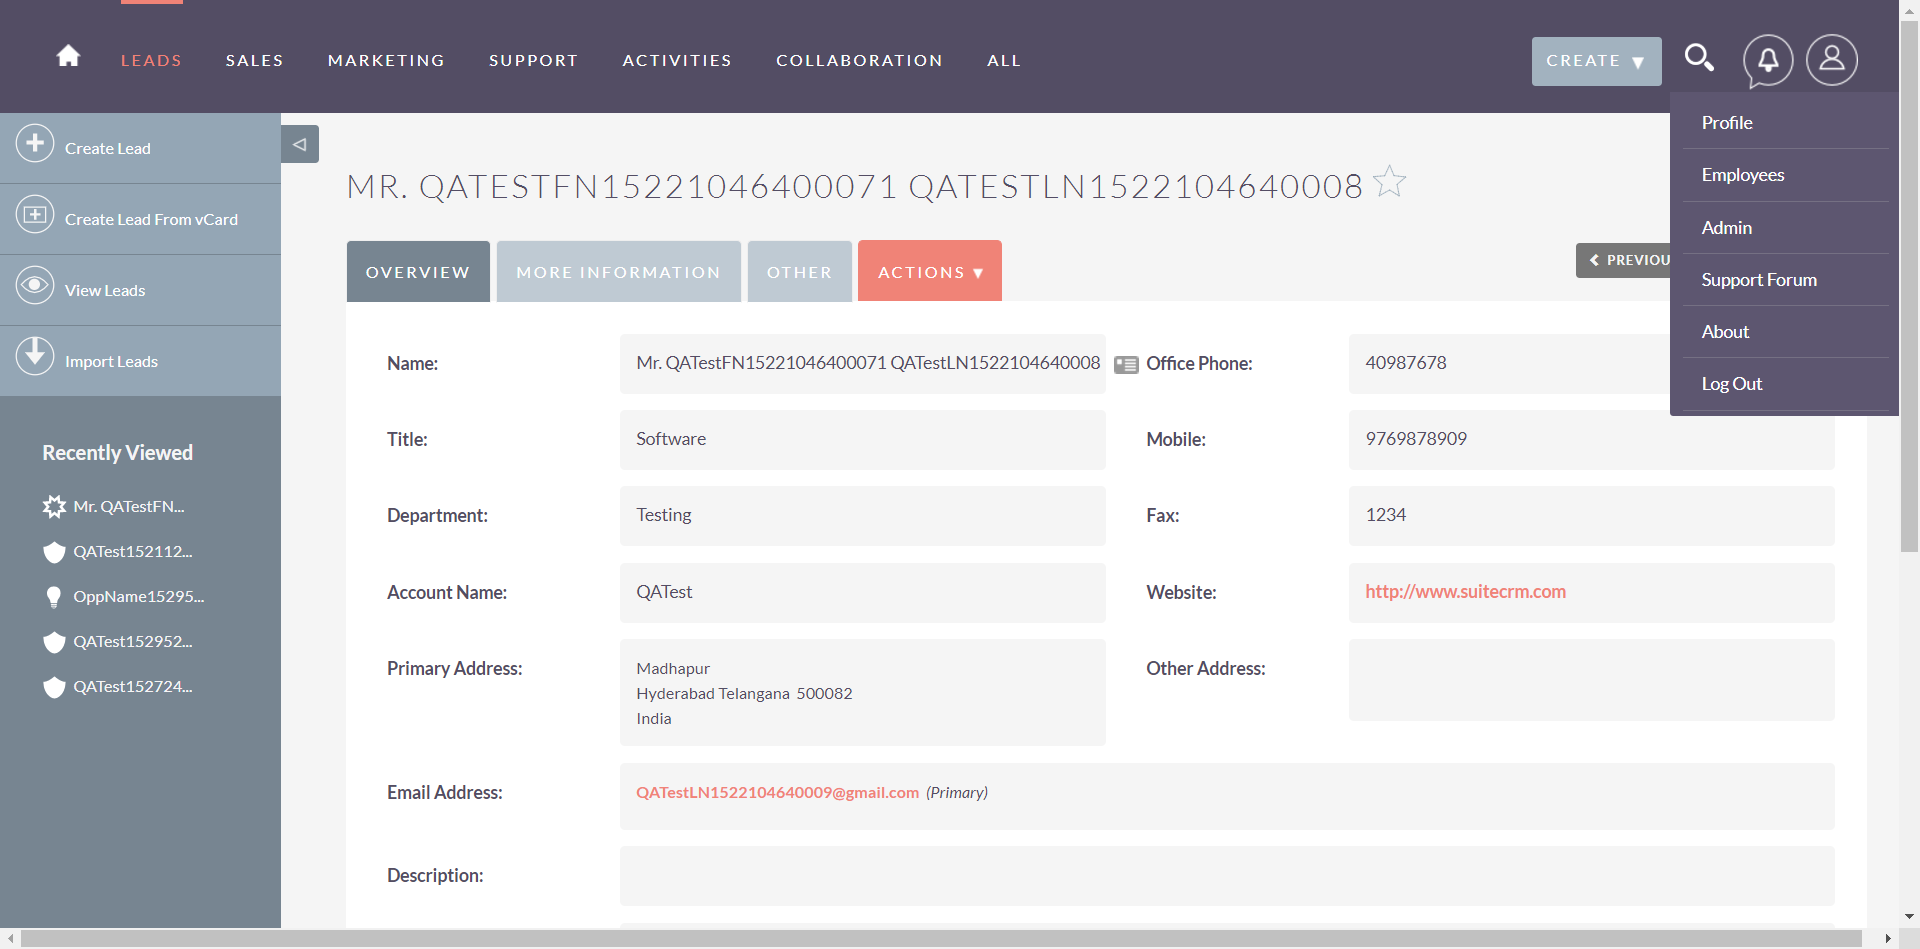 LEADS SALES MARKETING SUPPORT ACTIVITIES COLLABORATION ALL CREATE ▼
Profile
Employees
Admin
Support Forum
About
Log Out
Create Lead
Create Lead From vCard
View Leads
Import Leads
Recently Viewed
Mr. QATestFN...
QATest152112...
OppName15295...
QATest152952...
QATest152724...
MR. QATESTFN15221046400071 QATESTLN1522104640008
OVERVIEW MORE INFORMATION OTHER ACTIONS ▼ PREVIOU
Name: Mr. QATestFN15221046400071 QATestLN1522104640008 Office Phone: 40987678
Title: Software Mobile: 9769878909
Department: Testing Fax: 1234
Account Name: QATest Website: http://www.suitecrm.com
Primary Address: Madhapur Other Address:
Hyderabad Telangana 500082
India
Email Address: QATestLN1522104640009@gmail.com (Primary)
Description: